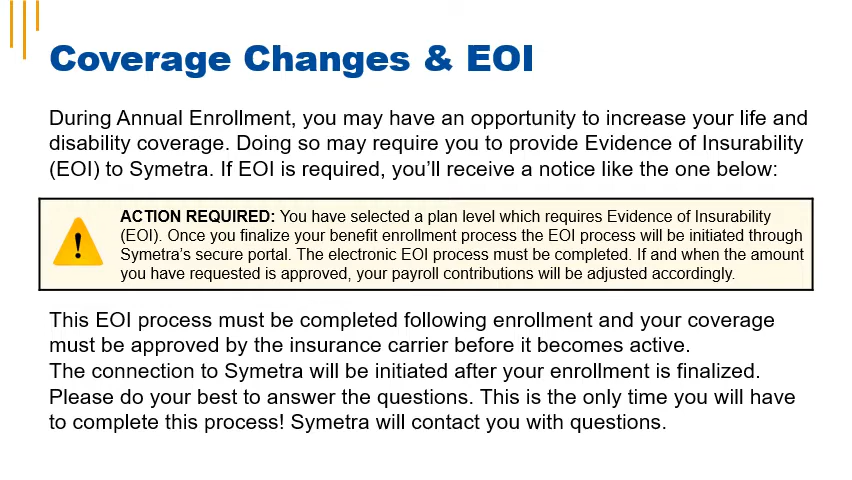 Coverage Changes & EOI
During Annual Enrollment, you may have an opportunity to increase your life and
disability coverage. Doing so may require you to provide Evidence of Insurability
(EOI) to Symetra. If EOI is required, you’ll receive a notice like the one below:
ACTION REQUIRED: You have selected a plan level which requires Evidence of Insurability
(EOI). Once you finalize your benefit enrollment process the EOI process will be initiated through
Symetra’s secure portal. The electronic EOI process must be completed. If and when the amount
you have requested is approved, your payroll contributions will be adjusted accordingly.
This EOI process must be completed following enrollment and your coverage
must be approved by the insurance carrier before it becomes active.
The connection to Symetra will be initiated after your enrollment is finalized.
Please do your best to answer the questions. This is the only time you will have
to complete this process! Symetra will contact you with questions.